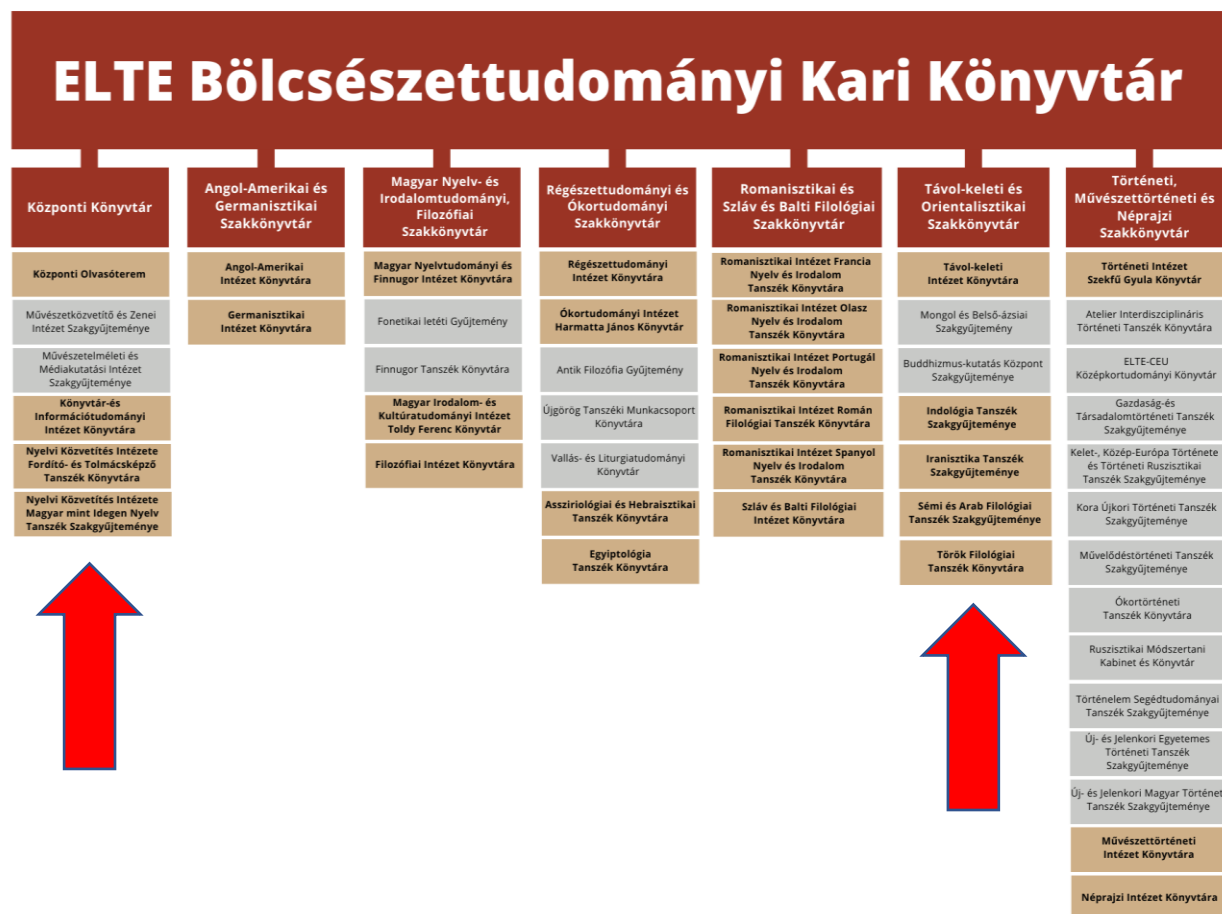 ELTE Bölcsészettudományi Kari Könyvtár
Központi Könyvtár
Központi Olvasóterem
Művészetközvetítő és Zenei
Intézet Szakgyűjteménye
Művészetelméleti és
Médiakutatási Intézet
Szakgyűjteménye
Könyvtár-és
Információtudományi
Intézet Könyvtára
Nyelvi Közvetítés Intézete
Fordító- és Tolmácsképző
Tanszék Könyvtára
Nyelvi Közvetítés Intézete
Magyar mint Idegen Nyelv
Tanszék Szakgyűjteménye
Angol-Amerikai és
Germanisztikai
Szakkönyvtár
Angol-Amerikai
Intézet Könyvtára
Germanisztikai
Intézet Könyvtára
Magyar Nyelv- és
Irodalomtudományi,
Filozófiai
Szakkönyvtár
Magyar Nyelvtudományi és
Finnugor Intézet Könyvtára
Fonetikai letéti Gyűjtemény
Finnugor Tanszék Könyvtára
Magyar Irodalom- és
Kultúratudományi Intézet
Toldy Ferenc Könyvtár
Filozófiai Intézet Könyvtára
Régészettudományi és
Ókortudományi
Szakkönyvtár
Régészettudományi
Intézet Könyvtára
Ókortudományi Intézet
Harmatta János Könyvtár
Antik Filozófia Gyűjtemény
Újgörög Tanszéki Munkacsoport
Könyvtára
Vallás- és Liturgiatudományi
Könyvtár
Assziriológiai és Hebraisztikai
Tanszék Könyvtára
Egyiptológia
Tanszék Könyvtára
Romanisztikai és
Szláv és Balti Filológiai
Szakkönyvtár
Romanisztikai Intézet Francia
Nyelv és Irodalom
Tanszék Könyvtára
Romanisztikai Intézet Olasz
Nyelv és Irodalom
Tanszék Könyvtára
Romanisztikai Intézet Portugál
Nyelv és Irodalom
Tanszék Könyvtára
Romanisztikai Intézet Román
Filológiai Tanszék Könyvtára
Romanisztikai Intézet Spanyol
Nyelv és Irodalom
Tanszék Könyvtára
Szláv és Balti Filológiai
Intézet Könyvtára
Távol-keleti és
Orientalisztikai
Szakkönyvtár
Távol-keleti
Intézet Könyvtára
Mongol és Belső-ázsiai
Szakgyűjtemény
Buddhizmus-kutatás Központ
Szakgyűjteménye
Indológia Tanszék
Szakgyűjteménye
Iranisztika Tanszék
Szakgyűjteménye
Sémi és Arab Filológiai
Tanszék Szakgyűjteménye
Török Filológiai
Tanszék Könyvtára
Történeti,
Művészettörténeti és
Néprajzi
Szakkönyvtár
Történeti Intézet
Szekfű Gyula Könyvtár
Atelier Interdiszciplináris
Történeti Tanszék Könyvtára
ELTE-CEU
Középkortudományi Könyvtár
Gazdaság-és
Társadalomtörténeti Tanszék
Szakgyűjteménye
Kelet-, Közép-Európa Története
és Történeti Ruszisztikai
Tanszék Szakgyűjteménye
Kora Újkori Történeti Tanszék
Szakgyűjteménye
Művelődéstörténeti Tanszék
Szakgyűjteménye
Ókortörténeti
Tanszék Könyvtára
Ruszisztikai Módszertani
Kabinet és Könyvtár
Történelem Segédtudományai
Tanszék Szakgyűjteménye
Új- és Jelenkori Egyetemes
Történeti Tanszék
Szakgyűjteménye
Új- és Jelenkori Magyar Történet
Tanszék Szakgyűjteménye
Művészettörténeti
Intézet Könyvtára
Néprajzi Intézet Könyvtára